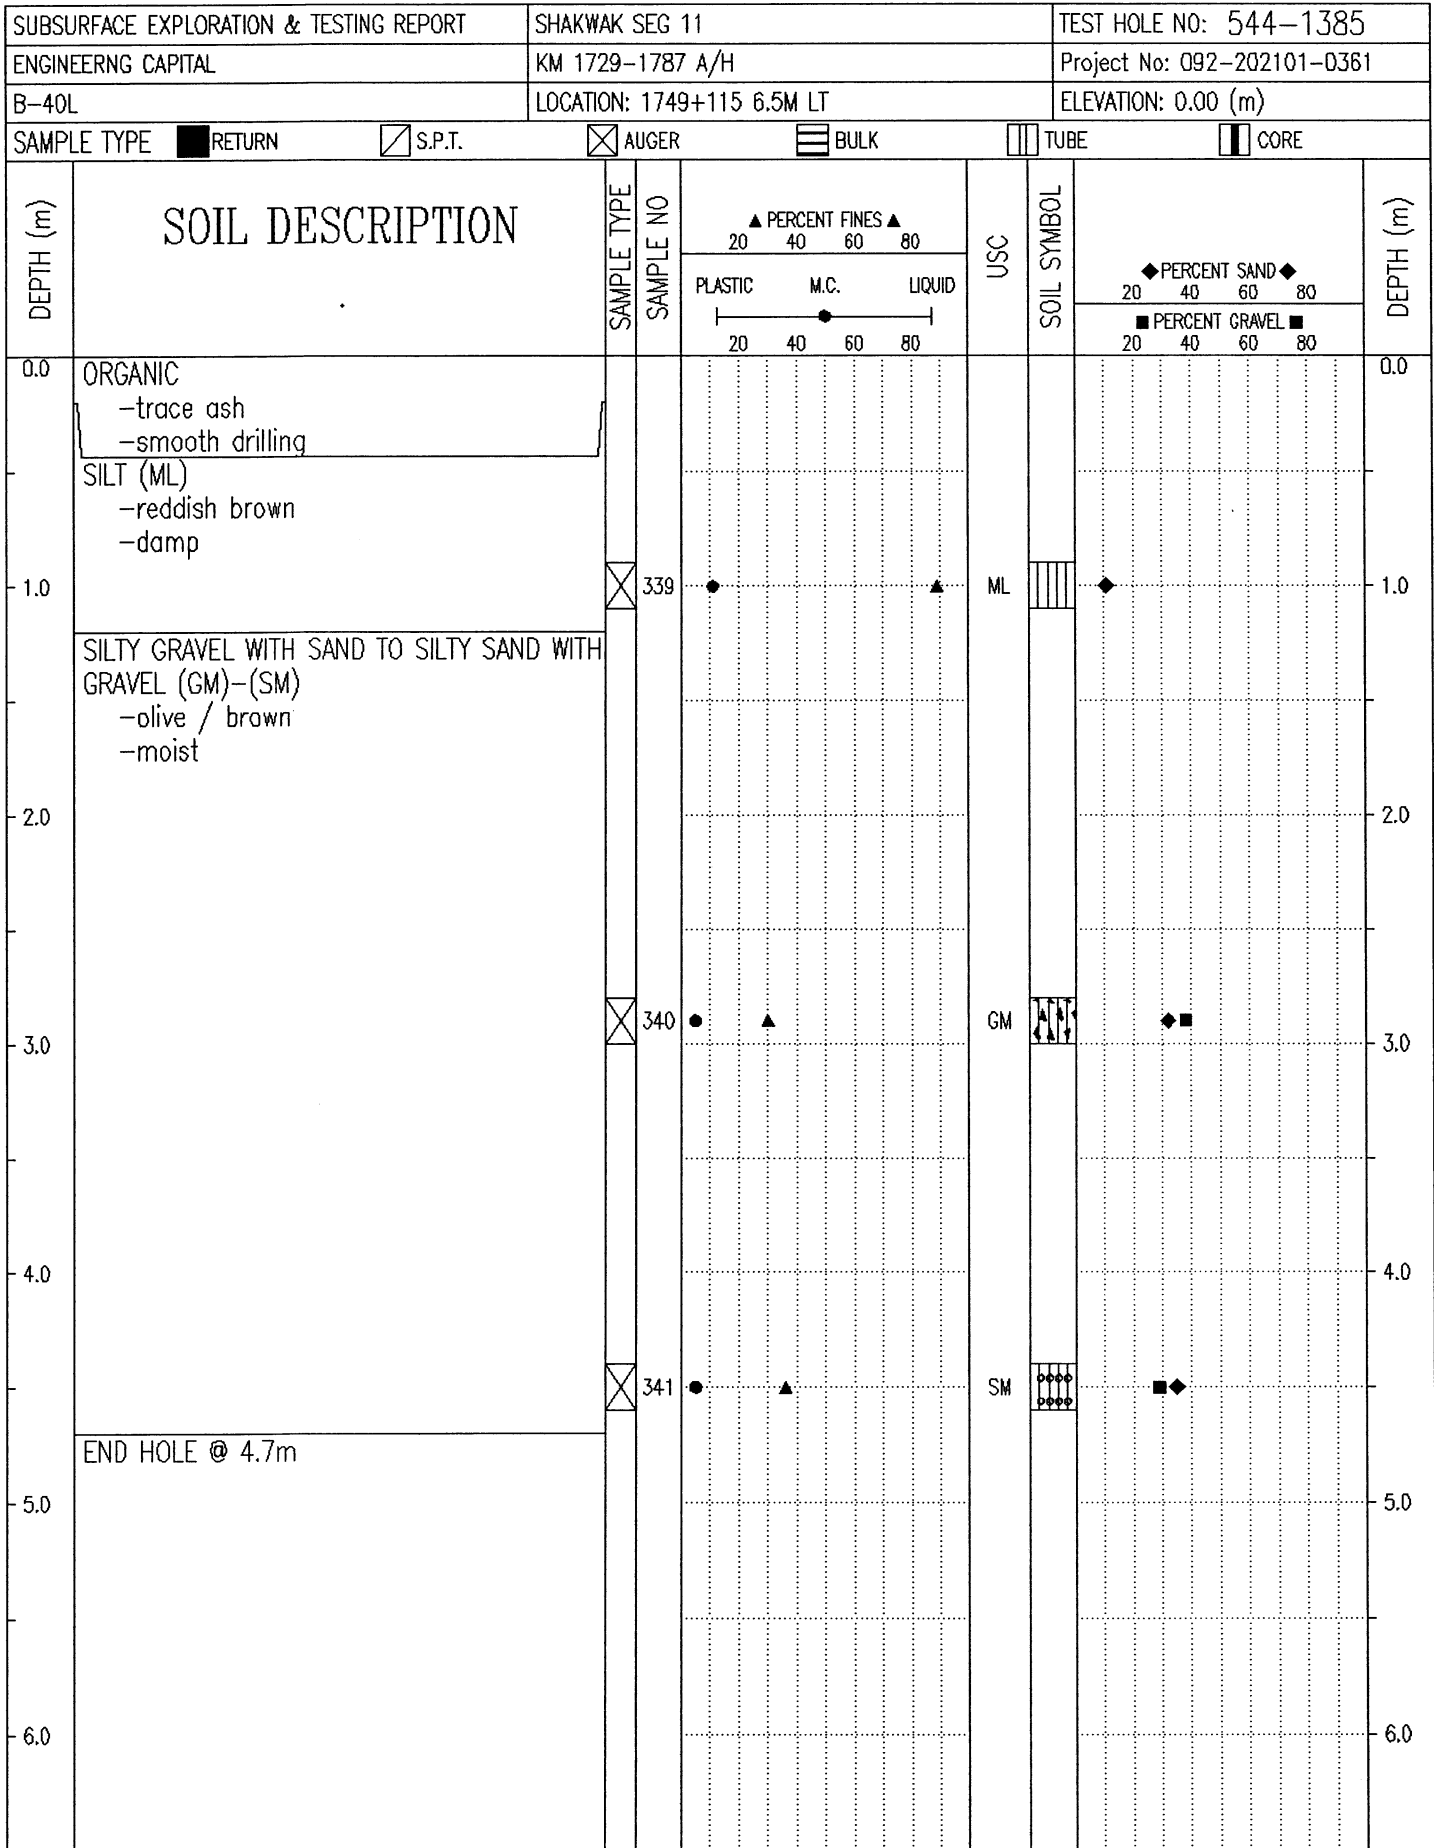 SUBSURFACE EXPLORATION & TESTING REPORT
SHAKWAK SEG 11
TEST HOLE NO: 544-1385
ENGINEERNG CAPITAL
KM 1729-1787 A/H
Project No: 092-202101-0361
B-40L
LOCATION: 1749+115 6.5M LT
ELEVATION: 0.00 (m)
SAMPLE TYPE RETURN S.P.T. AUGER BULK TUBE CORE
DEPTH (m)
SOIL DESCRIPTION
SAMPLE TYPE
SAMPLE NO
PERCENT FINES
20 40 60 80
PLASTIC M.C. LIQUID
20 40 60 80
USC
SOIL SYMBOL
PERCENT SAND
20 40 60 80
PERCENT GRAVEL
20 40 60 80
DEPTH (m)
0.0 ORGANIC 0.0
-trace ash
-smooth drilling
SILT (ML)
-reddish brown
-damp
1.0 339 ML 1.0
SILTY GRAVEL WITH SAND TO SILTY SAND WITH
GRAVEL (GM)-(SM)
-olive / brown
-moist
2.0 2.0
340 GM
3.0 3.0
4.0 4.0
341 SM
END HOLE @ 4.7m
5.0 5.0
6.0 6.0